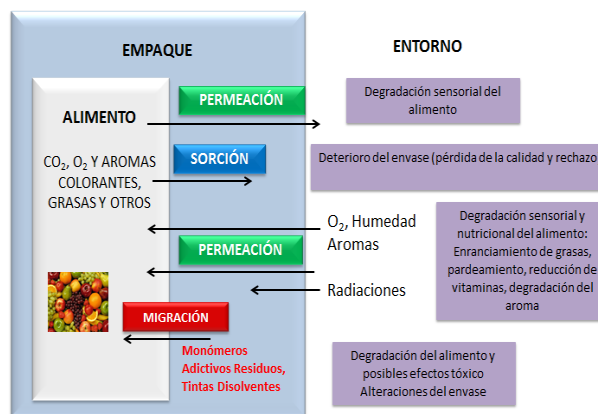 EMPAQUE
ENTORNO
ALIMENTO
PERMEACIÓN
Degradación sensorial del
alimento
CO₂, O₂ Y AROMAS
COLORANTES,
GRASAS Y OTROS
SORCIÓN
Deterioro del envase (pérdida de la calidad y rechazo
O₂, Humedad
Aromas
PERMEACIÓN
Radiaciones
Degradación sensorial y
nutricional del alimento:
Enranciamiento de grasas,
pardeamiento, reducción de
vitaminas, degradación del
aroma
MIGRACIÓN
Monómeros
Adictivos Residuos,
Tintas Disolventes
Degradación del alimento y
posibles efectos tóxico
Alteraciones del envase